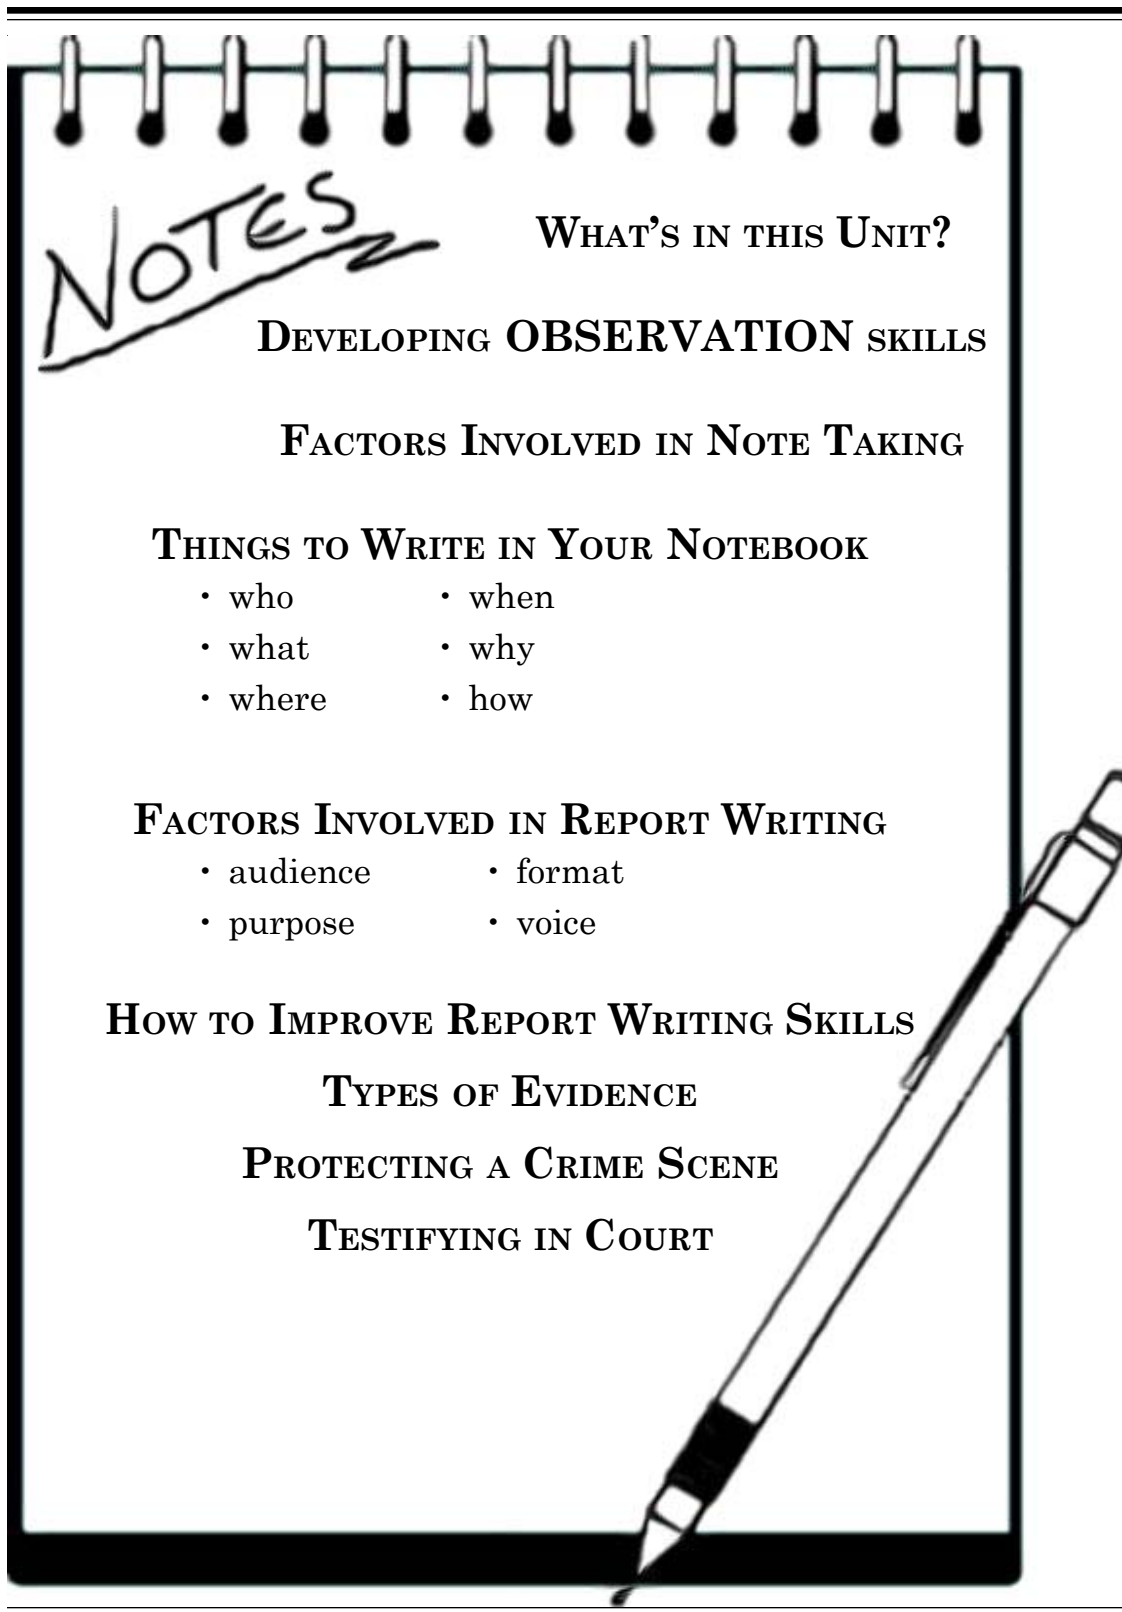 NOTES
WHAT'S IN THIS UNIT?
DEVELOPING OBSERVATION SKILLS
FACTORS INVOLVED IN NOTE TAKING
THINGS TO WRITE IN YOUR NOTEBOOK
• who • when
• what • why
• where • how
FACTORS INVOLVED IN REPORT WRITING
• audience • format
• purpose • voice
HOW TO IMPROVE REPORT WRITING SKILLS
TYPES OF EVIDENCE
PROTECTING A CRIME SCENE
TESTIFYING IN COURT